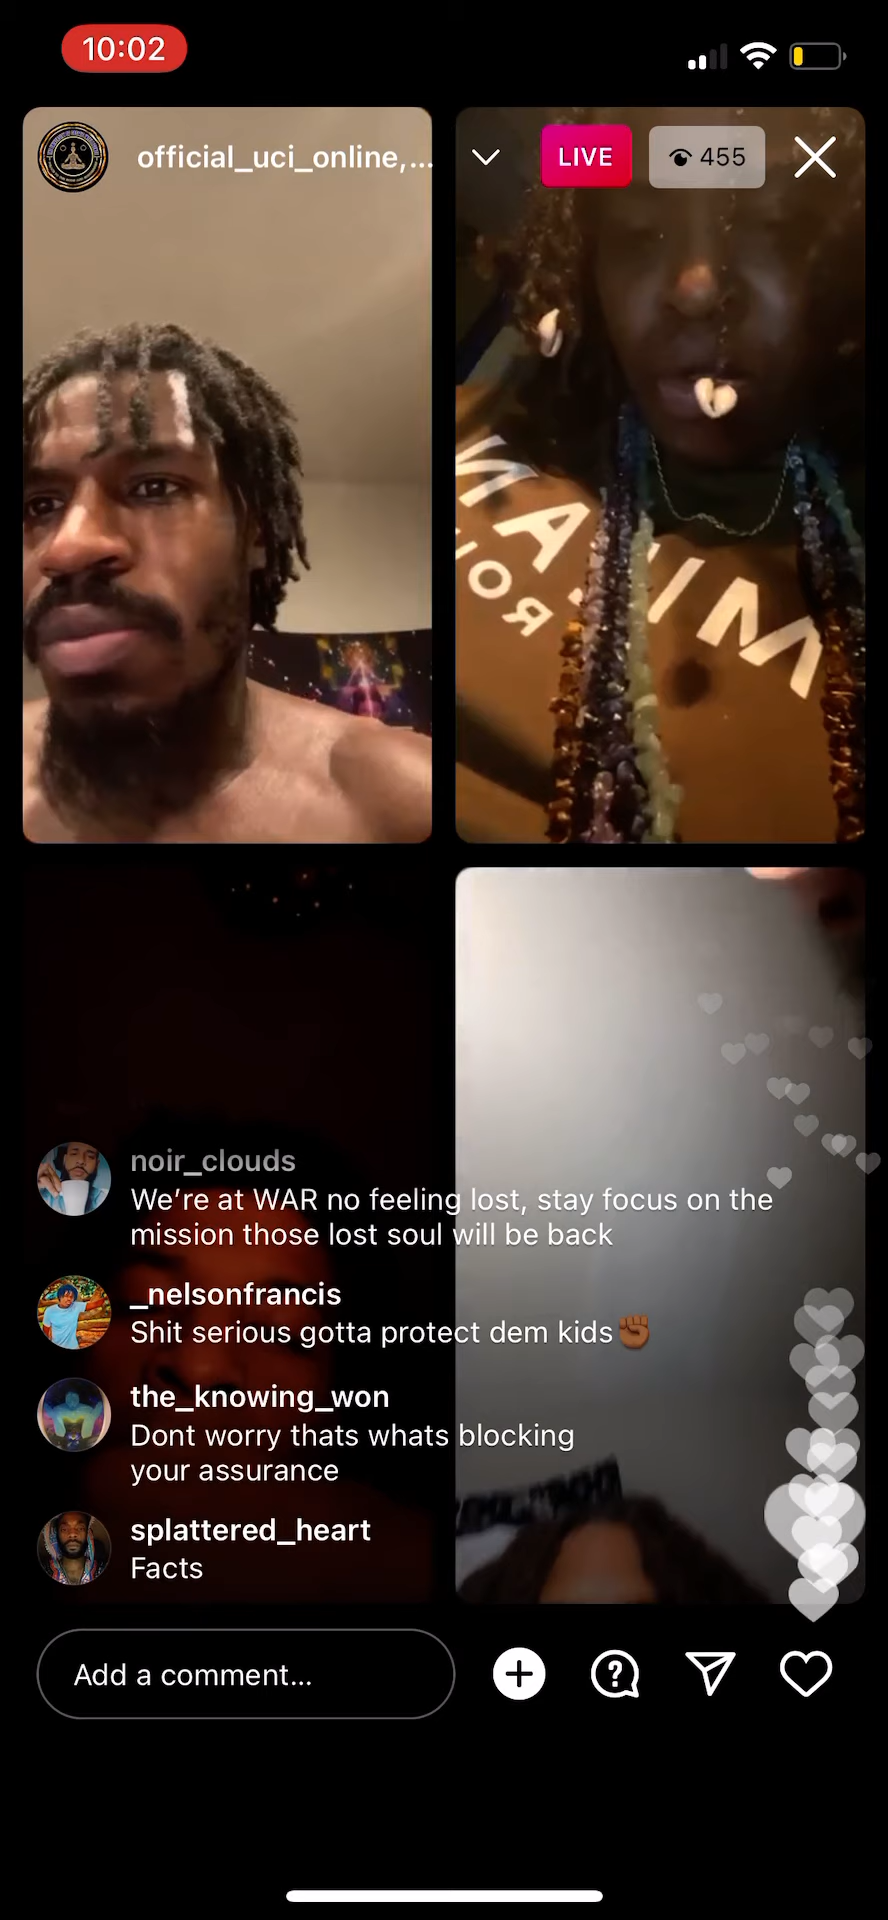 10:02
official_uci_online,...
LIVE
455
noir_clouds
We're at WAR no feeling lost, stay focus on the
mission those lost soul will be back
_nelsonfrancis
Shit serious gotta protect dem kids✊🏾
the_knowing_won
Dont worry thats whats blocking
your assurance
splattered_heart
Facts
Add a comment...